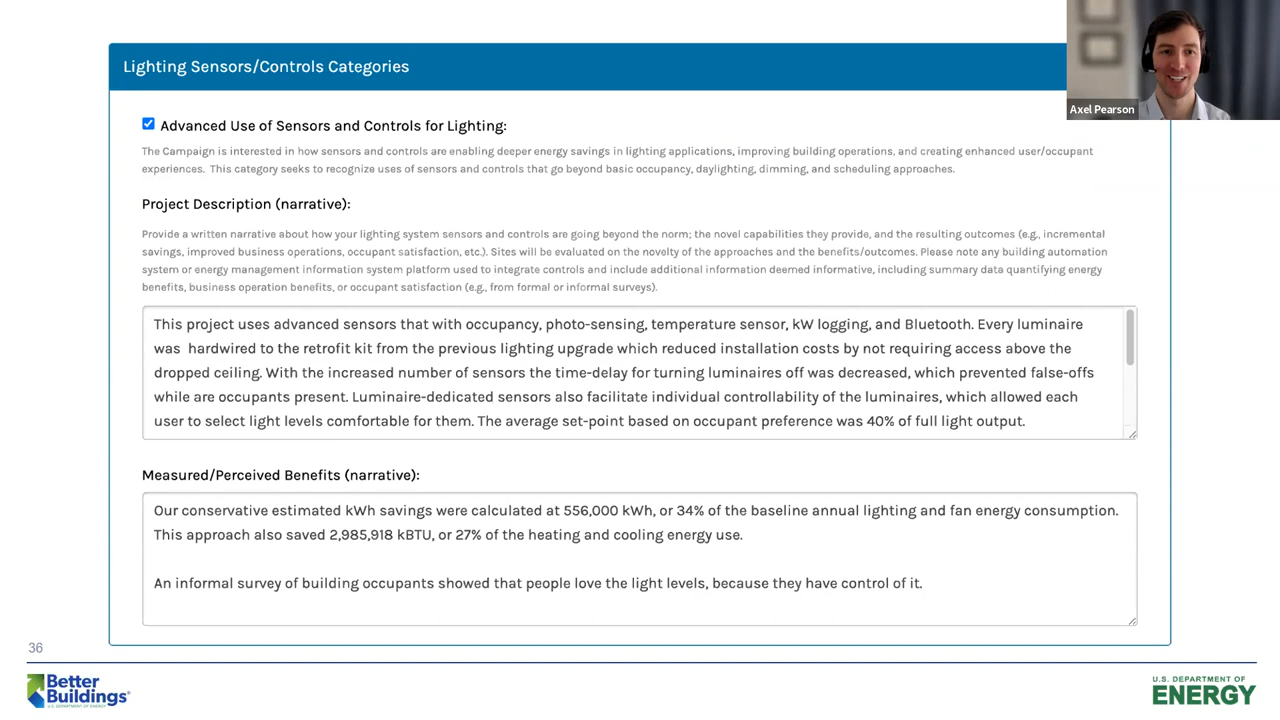 Lighting Sensors/Controls Categories
Axel Pearson
Advanced Use of Sensors and Controls for Lighting:
The Campaign is interested in how sensors and controls are enabling deeper energy savings in lighting applications, improving building operations, and creating enhanced user/occupant
experiences. This category seeks to recognize uses of sensors and controls that go beyond basic occupancy, daylighting, dimming, and scheduling approaches.
Project Description (narrative):
Provide a written narrative about how your lighting system sensors and controls are going beyond the norm; the novel capabilities they provide, and the resulting outcomes (e.g., incremental
savings, improved business operations, occupant satisfaction, etc.). Sites will be evaluated on the novelty of the approaches and the benefits/outcomes. Please note any building automation
system or energy management information system platform used to integrate controls and include additional information deemed informative, including summary data quantifying energy
benefits, business operation benefits, or occupant satisfaction (e.g., from formal or informal surveys).
This project uses advanced sensors that with occupancy, photo-sensing, temperature sensor, kW logging, and Bluetooth. Every luminaire
was hardwired to the retrofit kit from the previous lighting upgrade which reduced installation costs by not requiring access above the
dropped ceiling. With the increased number of sensors the time-delay for turning luminaires off was decreased, which prevented false-offs
while are occupants present. Luminaire-dedicated sensors also facilitate individual controllability of the luminaires, which allowed each
user to select light levels comfortable for them. The average set-point based on occupant preference was 40% of full light output.
Measured/Perceived Benefits (narrative):
Our conservative estimated kWh savings were calculated at 556,000 kWh, or 34% of the baseline annual lighting and fan energy consumption.
This approach also saved 2,985,918 kBTU, or 27% of the heating and cooling energy use.
An informal survey of building occupants showed that people love the light levels, because they have control of it.
36
Better
Buildings
U.S. DEPARTMENT OF ENERGY
U.S. DEPARTMENT OF
ENERGY